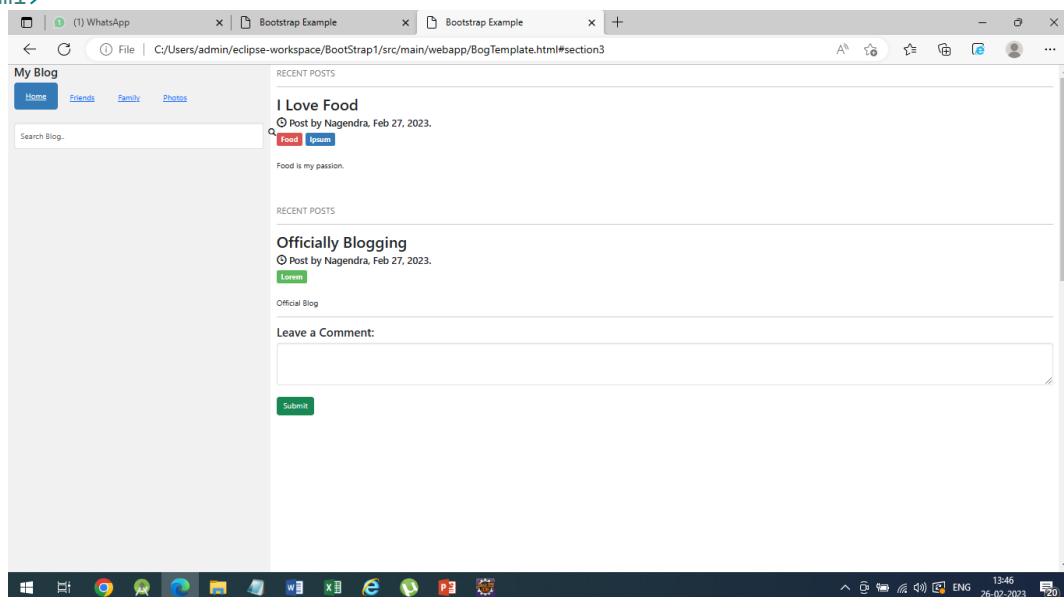 (1) WhatsApp
Bootstrap Example
Bootstrap Example
File
C:/Users/admin/eclipse-workspace/BootStrap1/src/main/webapp/BogTemplate.html#section3
My Blog
Home Friends Family Photos
Search Blog..
RECENT POSTS
I Love Food
Post by Nagendra, Feb 27, 2023.
Food Ipsum
Food is my passion.
RECENT POSTS
Officially Blogging
Post by Nagendra, Feb 27, 2023.
Lorem
Official Blog
Leave a Comment:
Submit
ENG
13:46
26-02-2023
20